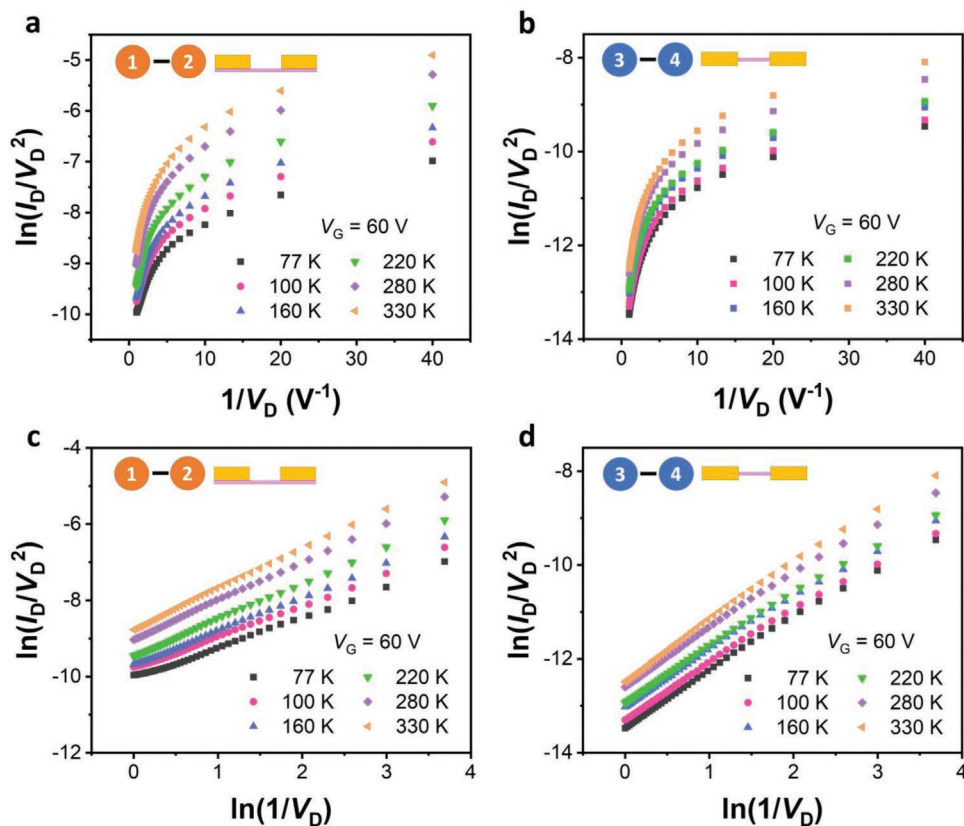 a
1 2
ln(I_D/V_D^2)
-5
-6
-7
-8
-9
-10
V_G = 60 V
77 K 220 K
100 K 280 K
160 K 330 K
0 10 20 30 40
1/V_D (V^-1)
b
3 4
ln(I_D/V_D^2)
-8
-10
-12
-14
V_G = 60 V
77 K 220 K
100 K 280 K
160 K 330 K
0 10 20 30 40
1/V_D (V^-1)
c
1 2
ln(I_D/V_D^2)
-4
-6
-8
-10
-12
V_G = 60 V
77 K 220 K
100 K 280 K
160 K 330 K
0 1 2 3 4
ln(1/V_D)
d
3 4
ln(I_D/V_D^2)
-8
-10
-12
-14
V_G = 60 V
77 K 220 K
100 K 280 K
160 K 330 K
0 1 2 3 4
ln(1/V_D)